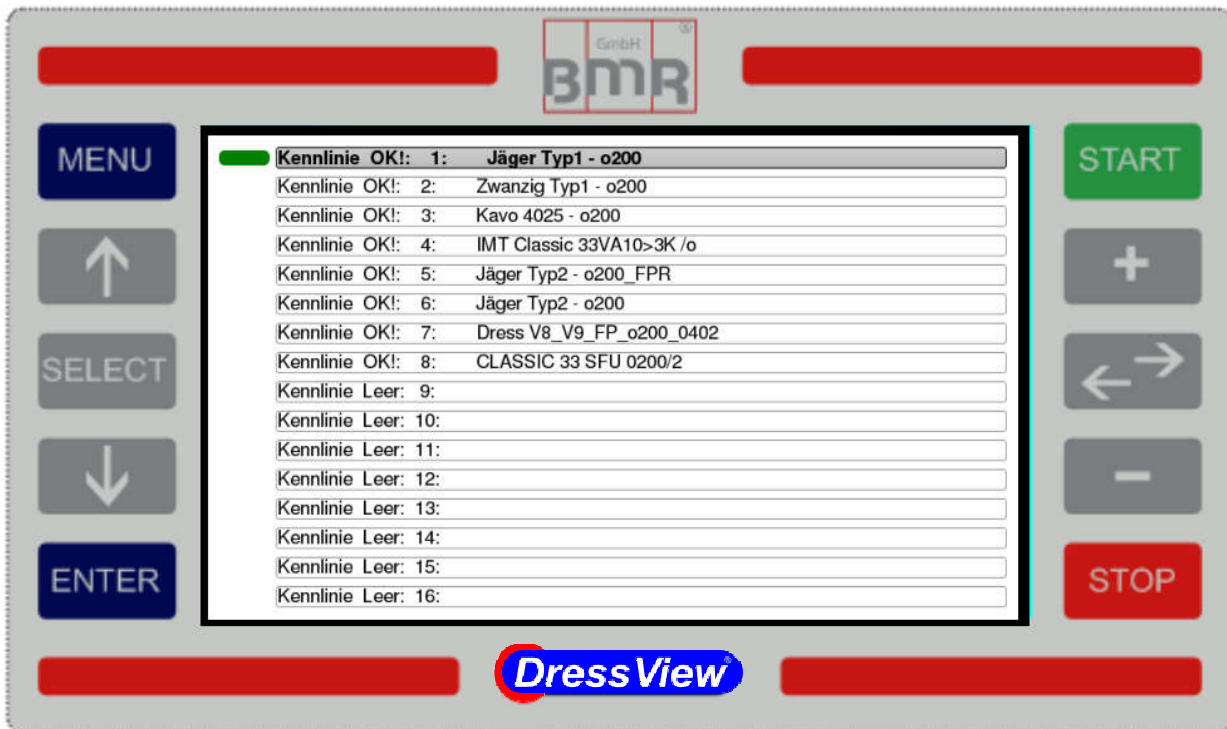 GmbH
®
BMR
MENU
START
SELECT
ENTER
STOP
Kennlinie OK!: 1: Jäger Typ1 - o200
Kennlinie OK!: 2: Zwanzig Typ1 - o200
Kennlinie OK!: 3: Kavo 4025 - o200
Kennlinie OK!: 4: IMT Classic 33VA10>3K /o
Kennlinie OK!: 5: Jäger Typ2 - o200_FPR
Kennlinie OK!: 6: Jäger Typ2 - o200
Kennlinie OK!: 7: Dress V8_V9_FP_o200_0402
Kennlinie OK!: 8: CLASSIC 33 SFU 0200/2
Kennlinie Leer: 9:
Kennlinie Leer: 10:
Kennlinie Leer: 11:
Kennlinie Leer: 12:
Kennlinie Leer: 13:
Kennlinie Leer: 14:
Kennlinie Leer: 15:
Kennlinie Leer: 16:
DressView®